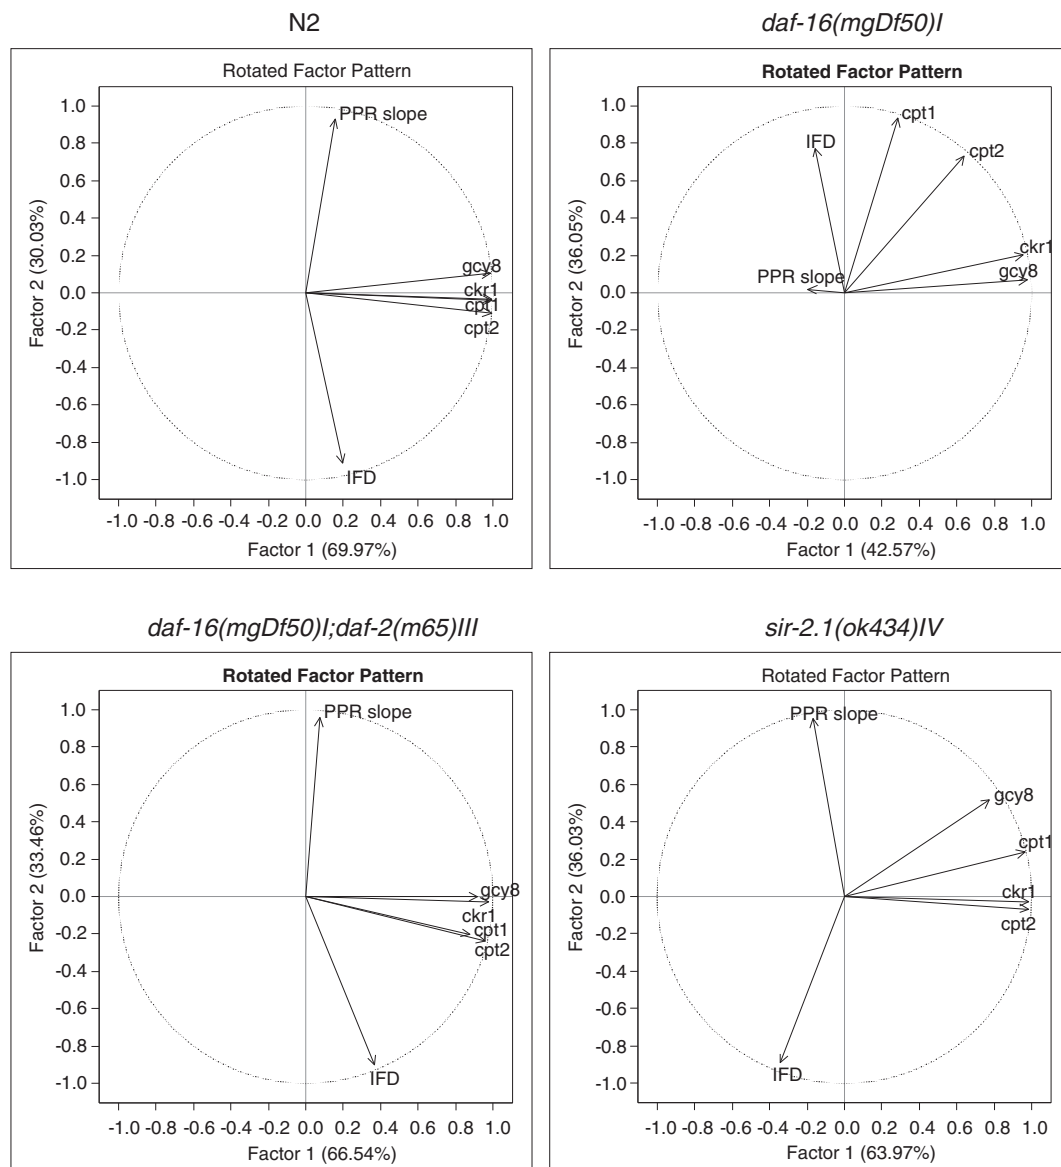 N2
Rotated Factor Pattern
1.0
0.8
0.6
0.4
0.2
0.0
-0.2
-0.4
-0.6
-0.8
-1.0
Factor 2 (30.03%)
PPR slope
gcy8
ckr1
cpt1
cpt2
IFD
-1.0 -0.8 -0.6 -0.4 -0.2 0.0 0.2 0.4 0.6 0.8 1.0
Factor 1 (69.97%)
daf-16(mgDf50)I
Rotated Factor Pattern
1.0
0.8
0.6
0.4
0.2
0.0
-0.2
-0.4
-0.6
-0.8
-1.0
Factor 2 (36.05%)
cpt1
IFD
cpt2
ckr1
gcy8
PPR slope
-1.0 -0.8 -0.6 -0.4 -0.2 0.0 0.2 0.4 0.6 0.8 1.0
Factor 1 (42.57%)
daf-16(mgDf50)I;daf-2(m65)III
Rotated Factor Pattern
1.0
0.8
0.6
0.4
0.2
0.0
-0.2
-0.4
-0.6
-0.8
-1.0
Factor 2 (33.46%)
PPR slope
gcy8
ckr1
cpt1
cpt2
IFD
-1.0 -0.8 -0.6 -0.4 -0.2 0.0 0.2 0.4 0.6 0.8 1.0
Factor 1 (66.54%)
sir-2.1(ok434)IV
Rotated Factor Pattern
1.0
0.8
0.6
0.4
0.2
0.0
-0.2
-0.4
-0.6
-0.8
-1.0
Factor 2 (36.03%)
PPR slope
gcy8
cpt1
ckr1
cpt2
IFD
-1.0 -0.8 -0.6 -0.4 -0.2 0.0 0.2 0.4 0.6 0.8 1.0
Factor 1 (63.97%)